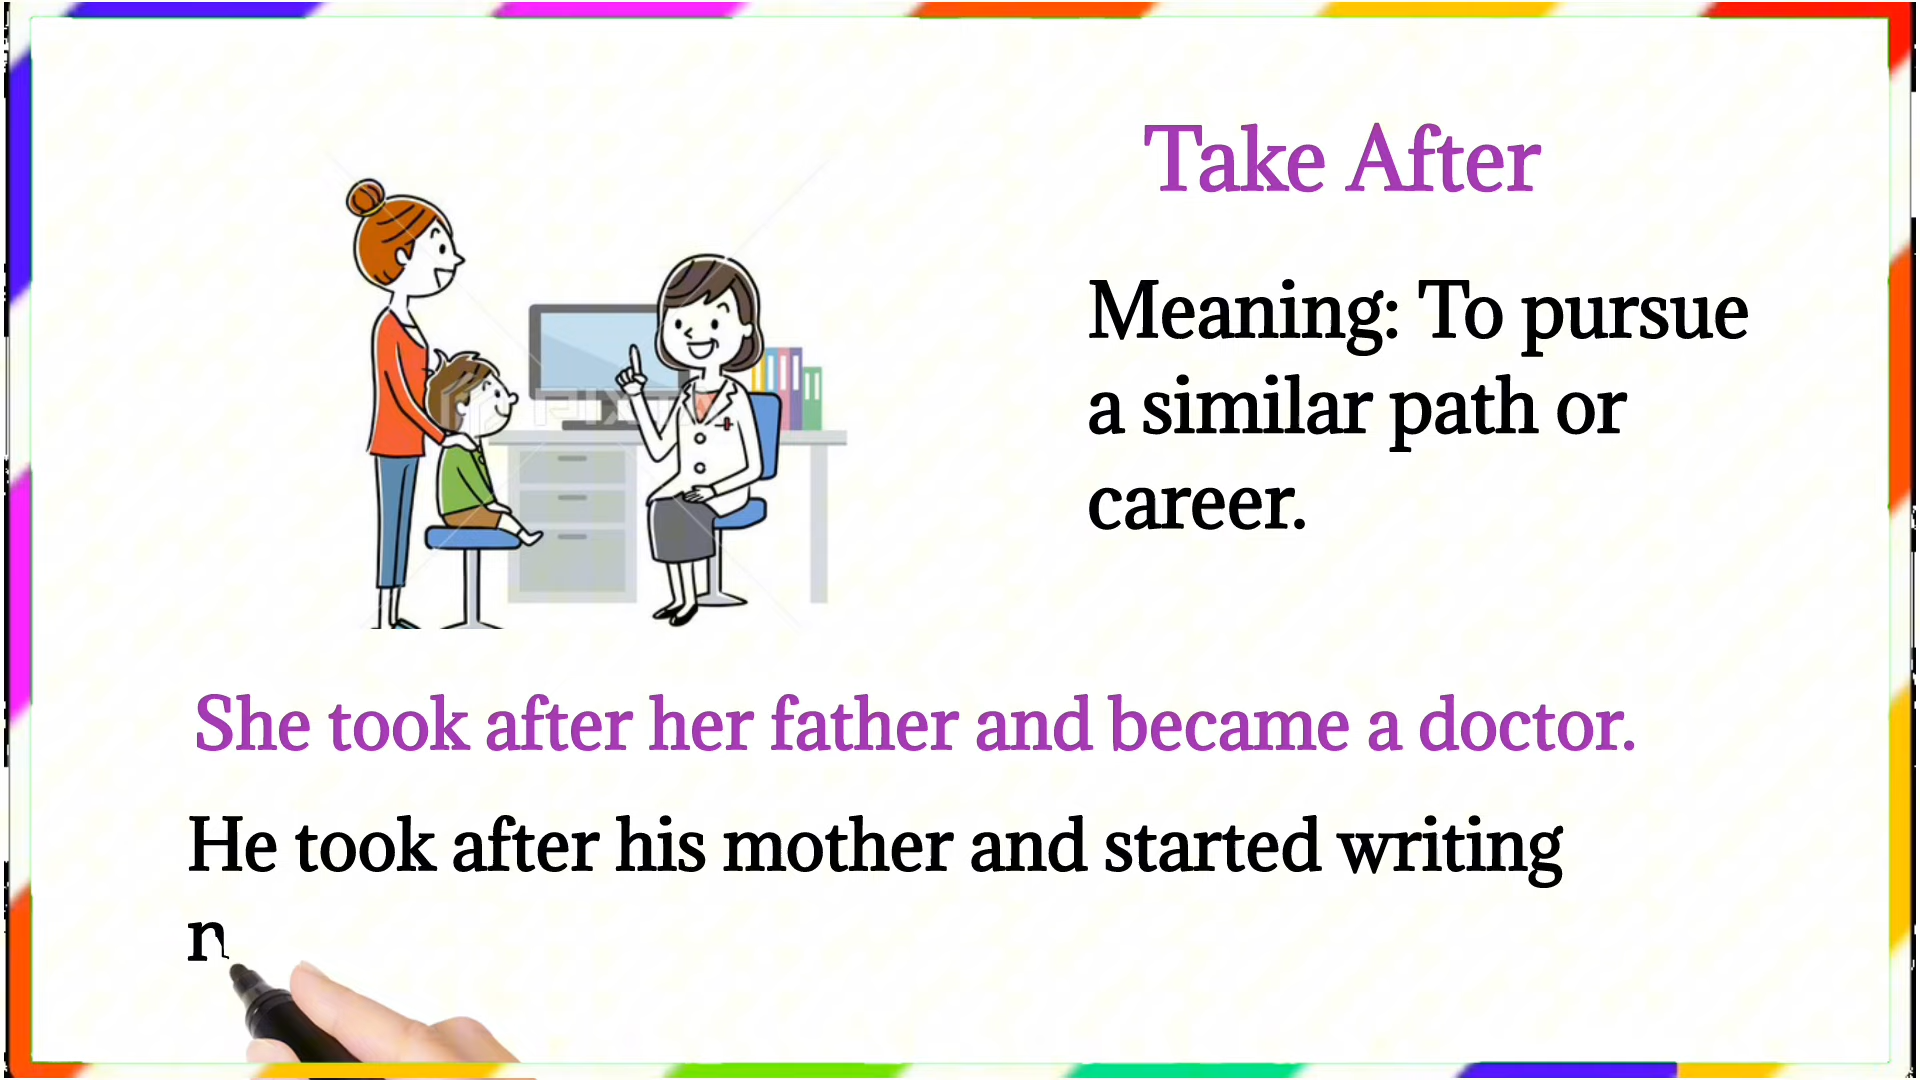 Take After
Meaning: To pursue
a similar path or
career.
She took after her father and became a doctor.
He took after his mother and started writing
n